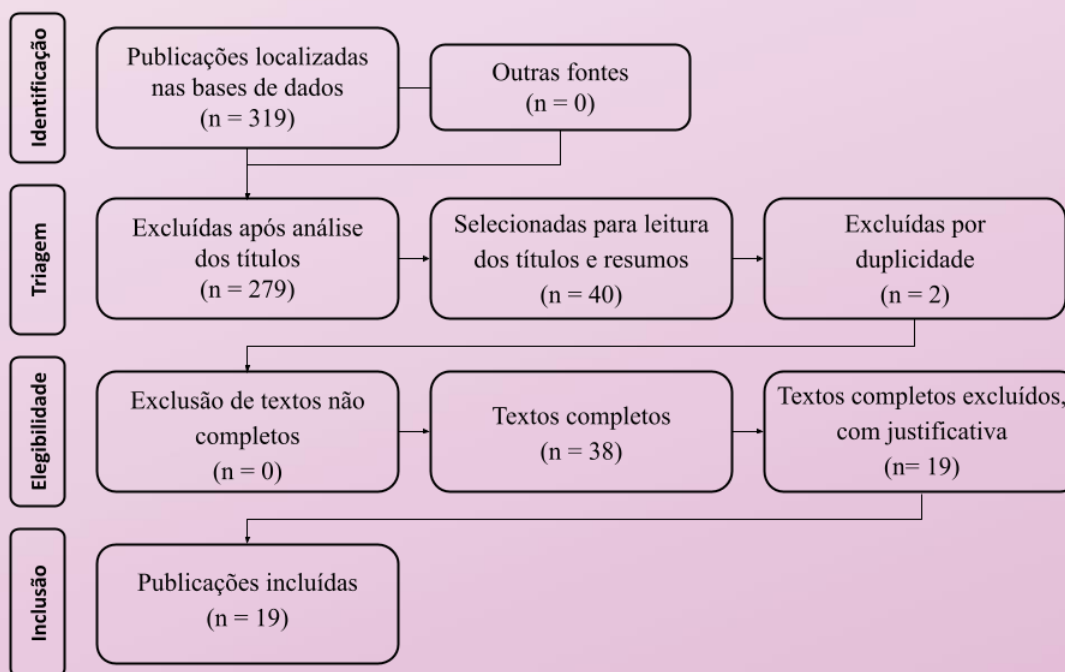 Identificação
Publicações localizadas
nas bases de dados
(n = 319)
Outras fontes
(n = 0)
Triagem
Excluídas após análise
dos títulos
(n = 279)
Selecionadas para leitura
dos títulos e resumos
(n = 40)
Excluídas por
duplicidade
(n = 2)
Elegibilidade
Exclusão de textos não
completos
(n = 0)
Textos completos
(n = 38)
Textos completos excluídos,
com justificativa
(n= 19)
Inclusão
Publicações incluídas
(n = 19)